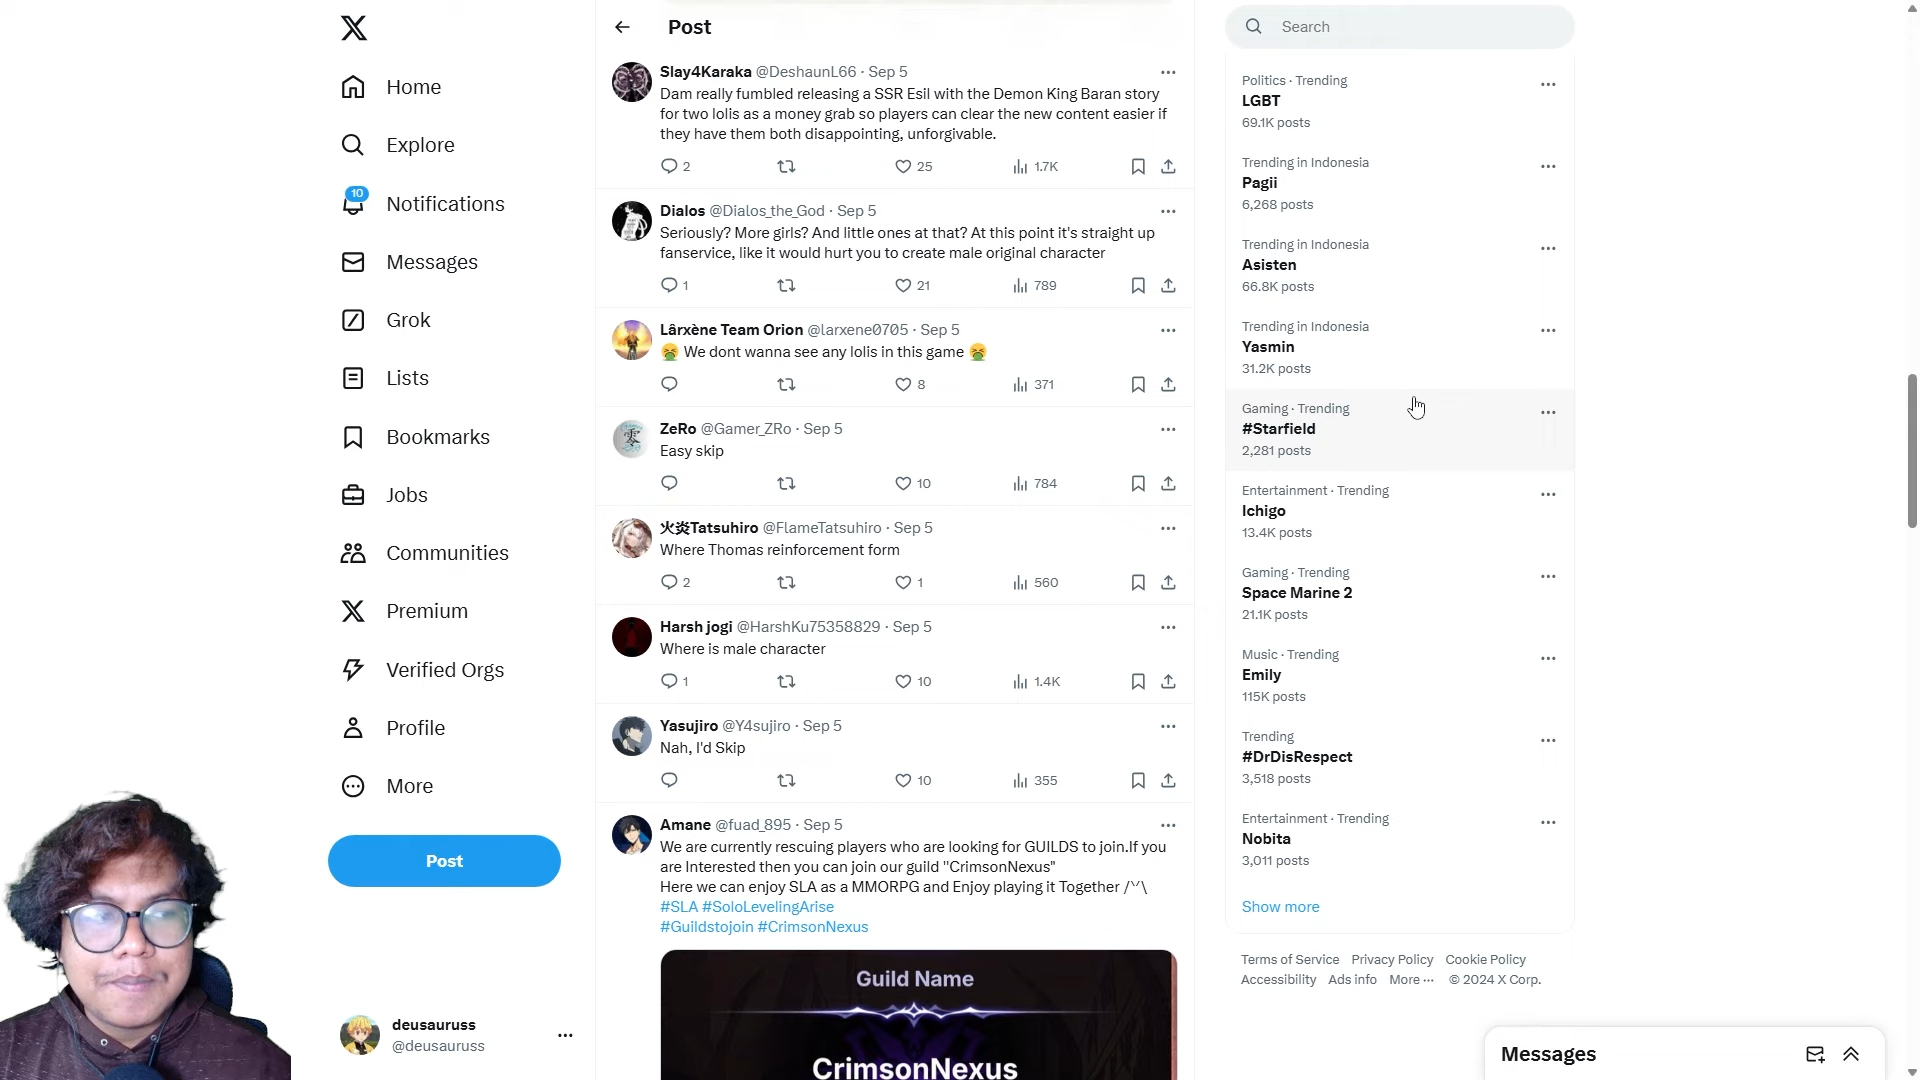 Home
Explore
10
Notifications
Messages
Grok
Lists
Bookmarks
Jobs
Communities
Premium
Verified Orgs
Profile
More
Post
deusauruss
@deusauruss
Post
Slay4Karaka @DeshaunL66 · Sep 5
Dam really fumbled releasing a SSR Esil with the Demon King Baran story
for two lolis as a money grab so players can clear the new content easier if
they have them both disappointing, unforgivable.
2 25 1.7K
Dialos @Dialos_the_God · Sep 5
Seriously? More girls? And little ones at that? At this point it's straight up
fanservice, like it would hurt you to create male original character
1 21 789
Lârxène Team Orion @larxene0705 · Sep 5
🤮 We dont wanna see any lolis in this game 🤮
8 371
ZeRo @Gamer_ZRo · Sep 5
Easy skip
10 784
火炎Tatsuhiro @FlameTatsuhiro · Sep 5
Where Thomas reinforcement form
2 1 560
Harsh jogi @HarshKu75358829 · Sep 5
Where is male character
1 10 1.4K
Yasujiro @Y4sujiro · Sep 5
Nah, I'd Skip
10 355
Amane @fuad_895 · Sep 5
We are currently rescuing players who are looking for GUILDS to join.If you
are Interested then you can join our guild "CrimsonNexus"
Here we can enjoy SLA as a MMORPG and Enjoy playing it Together /\˅/\
#SLA #SoloLevelingArise
#Guildstojoin #CrimsonNexus
Guild Name
CrimsonNexus
Search
Politics · Trending
LGBT
69.1K posts
Trending in Indonesia
Pagii
6,268 posts
Trending in Indonesia
Asisten
66.8K posts
Trending in Indonesia
Yasmin
31.2K posts
Gaming · Trending
#Starfield
2,281 posts
Entertainment · Trending
Ichigo
13.4K posts
Gaming · Trending
Space Marine 2
21.1K posts
Music · Trending
Emily
115K posts
Trending
#DrDisRespect
3,518 posts
Entertainment · Trending
Nobita
3,011 posts
Show more
Terms of Service Privacy Policy Cookie Policy
Accessibility Ads info More ··· © 2024 X Corp.
Messages